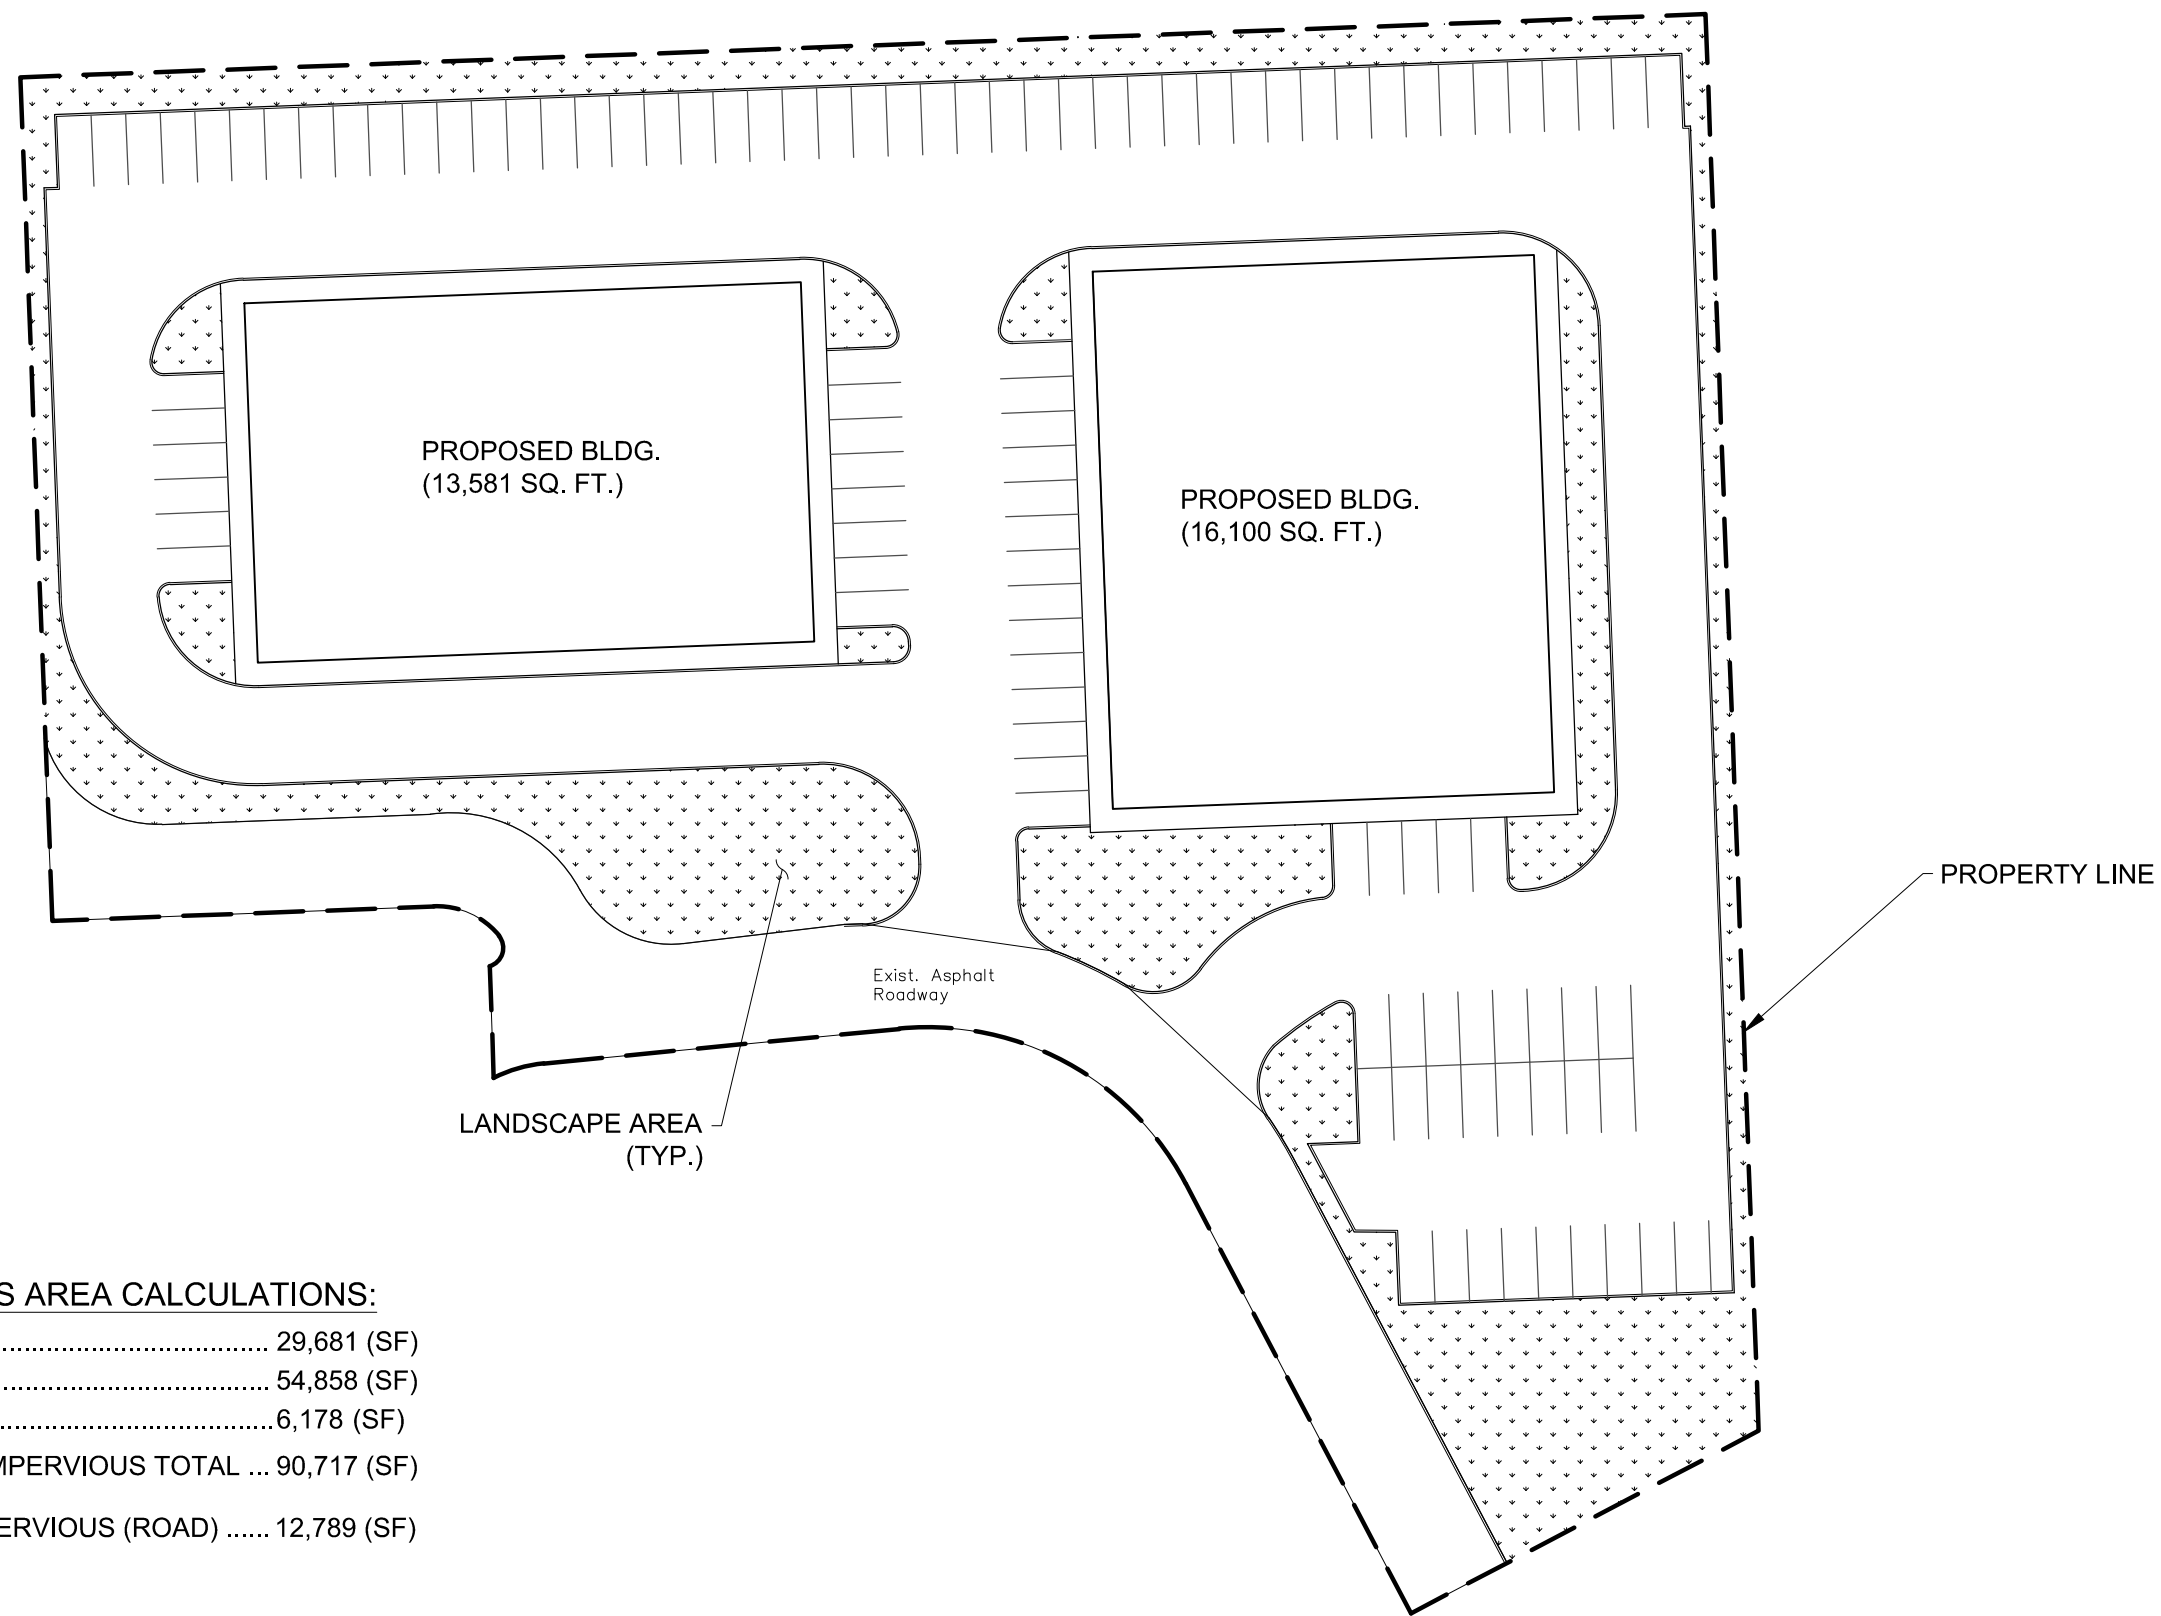 PROPOSED BLDG.
(13,581 SQ. FT.)
PROPOSED BLDG.
(16,100 SQ. FT.)
PROPERTY LINE
Exist. Asphalt
Roadway
LANDSCAPE AREA
(TYP.)
S AREA CALCULATIONS:
........................................ 29,681 (SF)
........................................ 54,858 (SF)
........................................ 6,178 (SF)
MPERVIOUS TOTAL ... 90,717 (SF)
ERVIOUS (ROAD) ...... 12,789 (SF)